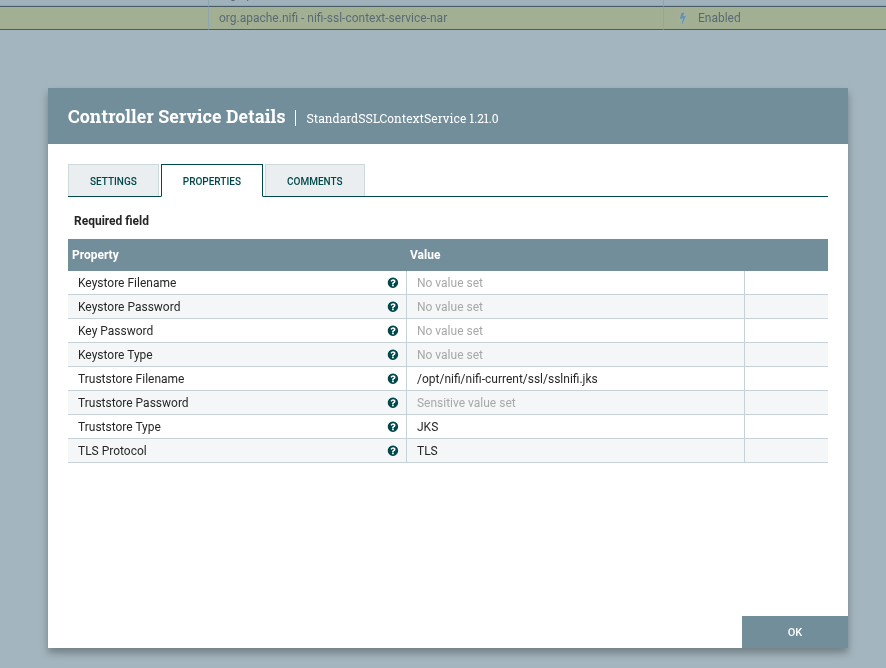 org.apache.nifi - nifi-ssl-context-service-nar Enabled
Controller Service Details | StandardSSLContextService 1.21.0
SETTINGS PROPERTIES COMMENTS
Required field
Property Value
Keystore Filename ? No value set
Keystore Password ? No value set
Key Password ? No value set
Keystore Type ? No value set
Truststore Filename ? /opt/nifi/nifi-current/ssl/sslnifi.jks
Truststore Password ? Sensitive value set
Truststore Type ? JKS
TLS Protocol ? TLS
OK